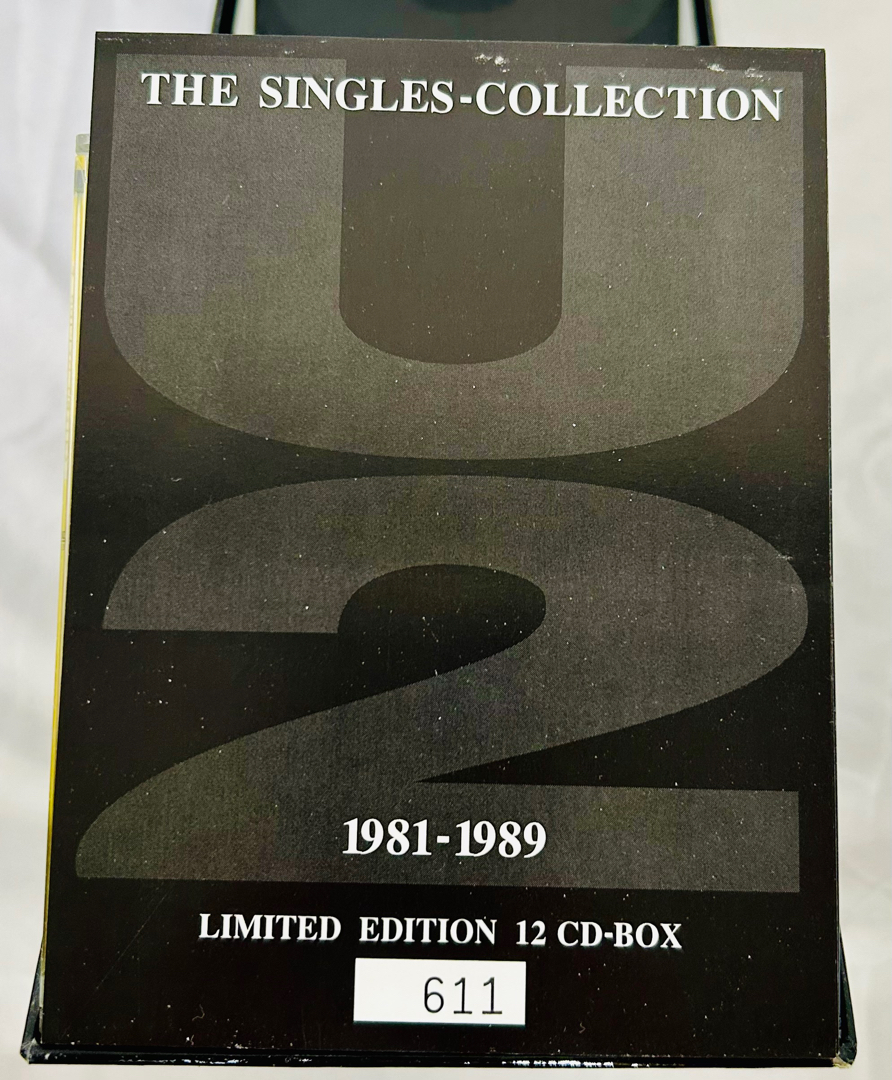 THE SINGLES-COLLECTION
U
2
1981-1989
LIMITED EDITION 12 CD-BOX
611